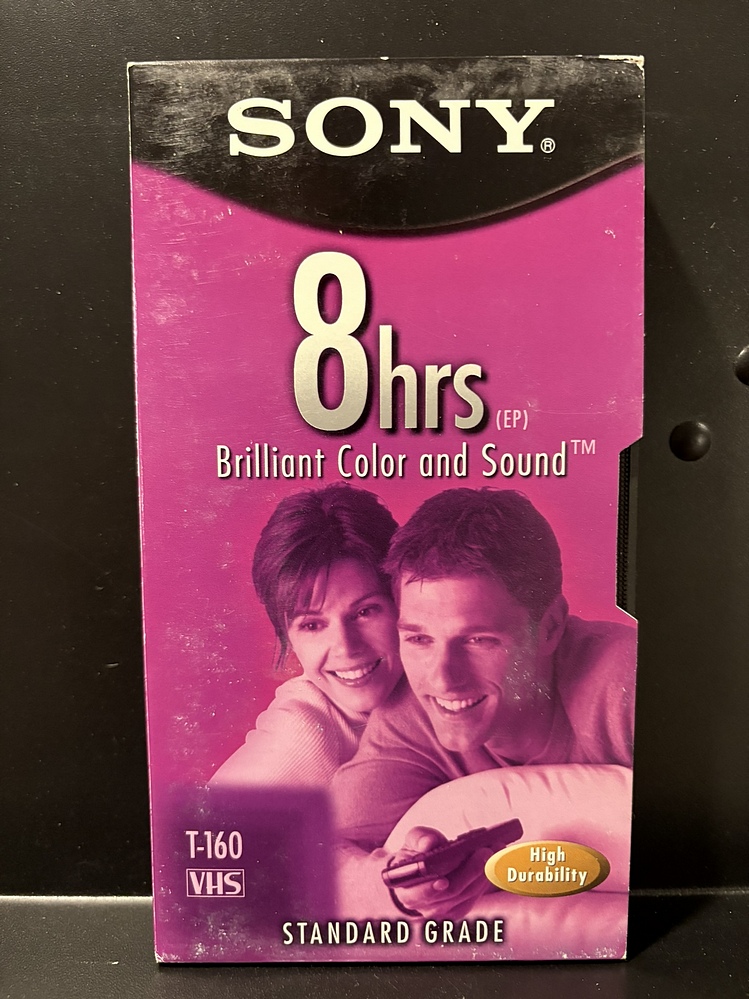 SONY®
8hrs (EP)
Brilliant Color and Sound™
T-160
VHS
High
Durability
STANDARD GRADE